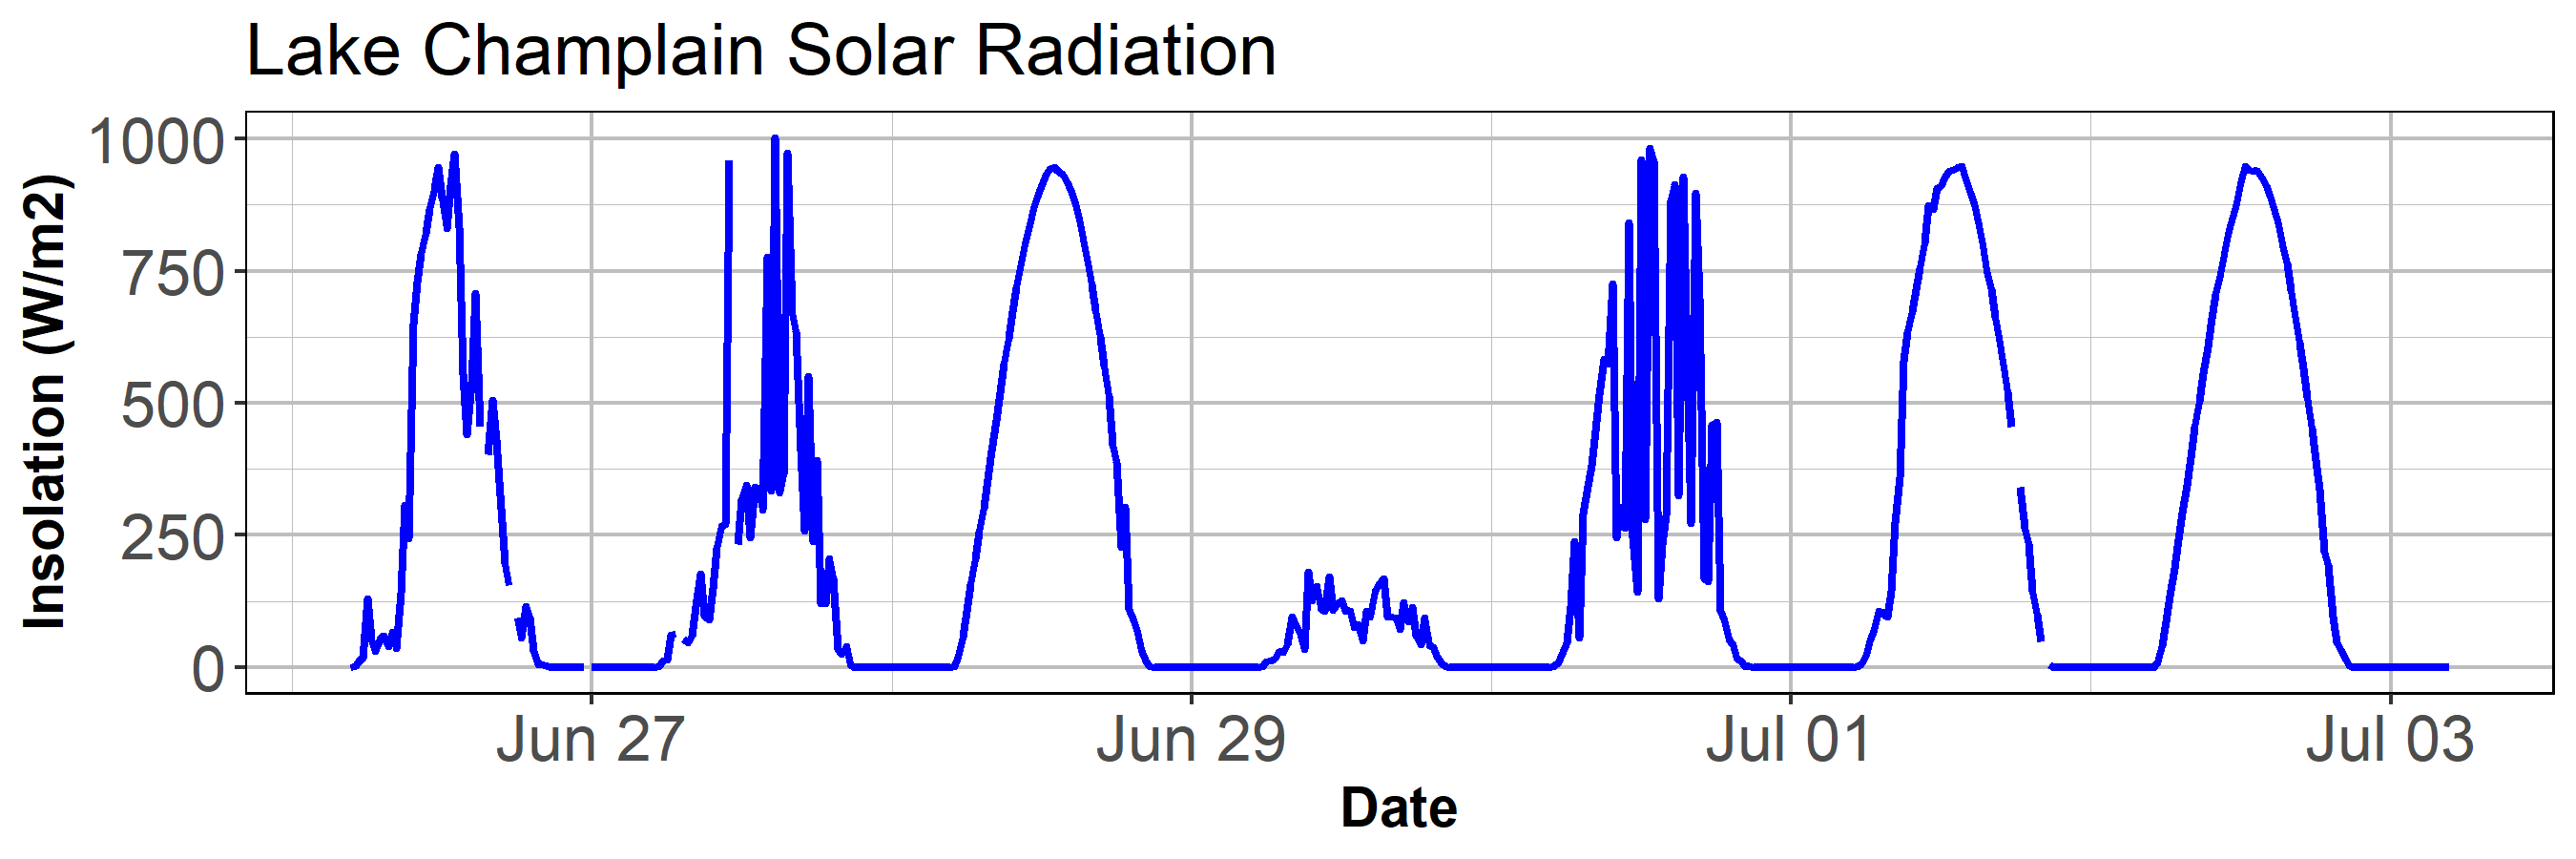 Lake Champlain Solar Radiation
Insolation (W/m2)
1000
750
500
250
0
Jun 27 Jun 29 Jul 01 Jul 03
Date